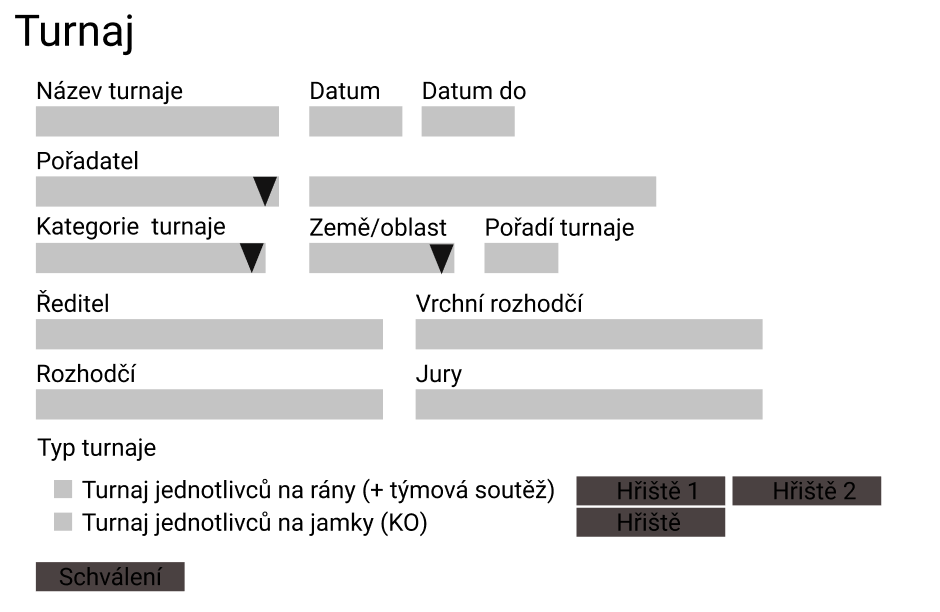 Turnaj
Název turnaje Datum Datum do
Pořadatel
Kategorie turnaje Země/oblast Pořadí turnaje
Ředitel Vrchní rozhodčí
Rozhodčí Jury
Typ turnaje
Turnaj jednotlivců na rány (+ týmová soutěž) Hřiště 1 Hřiště 2
Turnaj jednotlivců na jamky (KO) Hřiště
Schválení